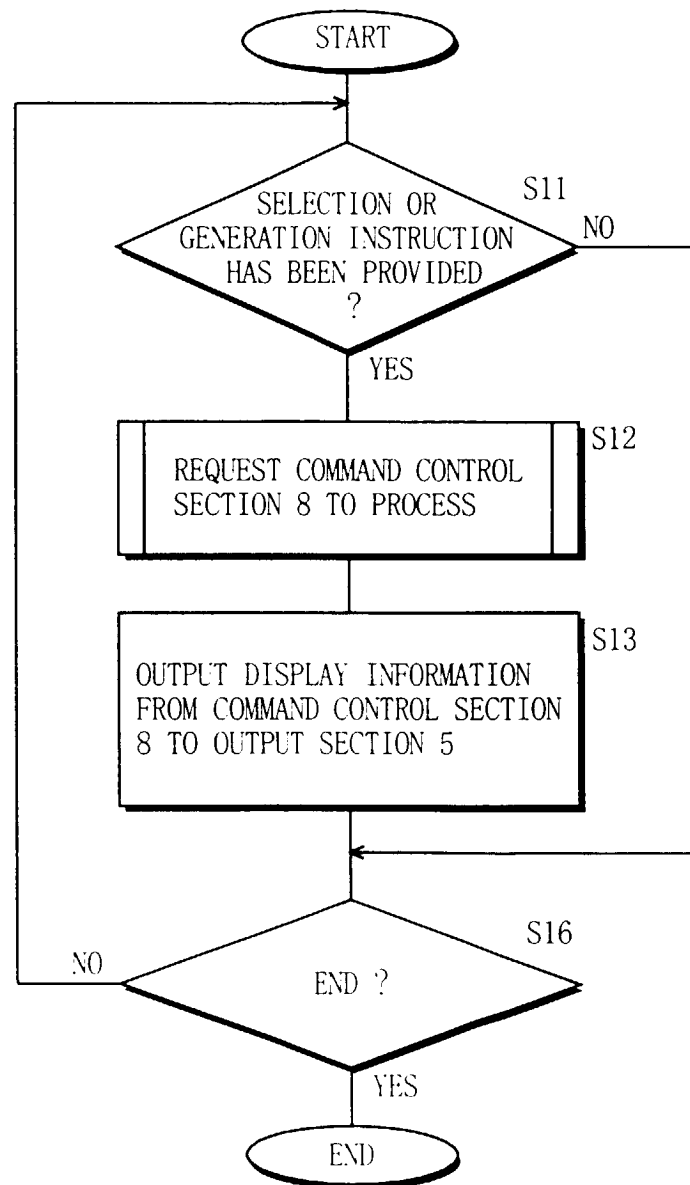 START
S11
SELECTION OR
GENERATION INSTRUCTION
HAS BEEN PROVIDED
?
NO
YES
S12
REQUEST COMMAND CONTROL
SECTION 8 TO PROCESS
S13
OUTPUT DISPLAY INFORMATION
FROM COMMAND CONTROL SECTION
8 TO OUTPUT SECTION 5
S16
NO
END ?
YES
END